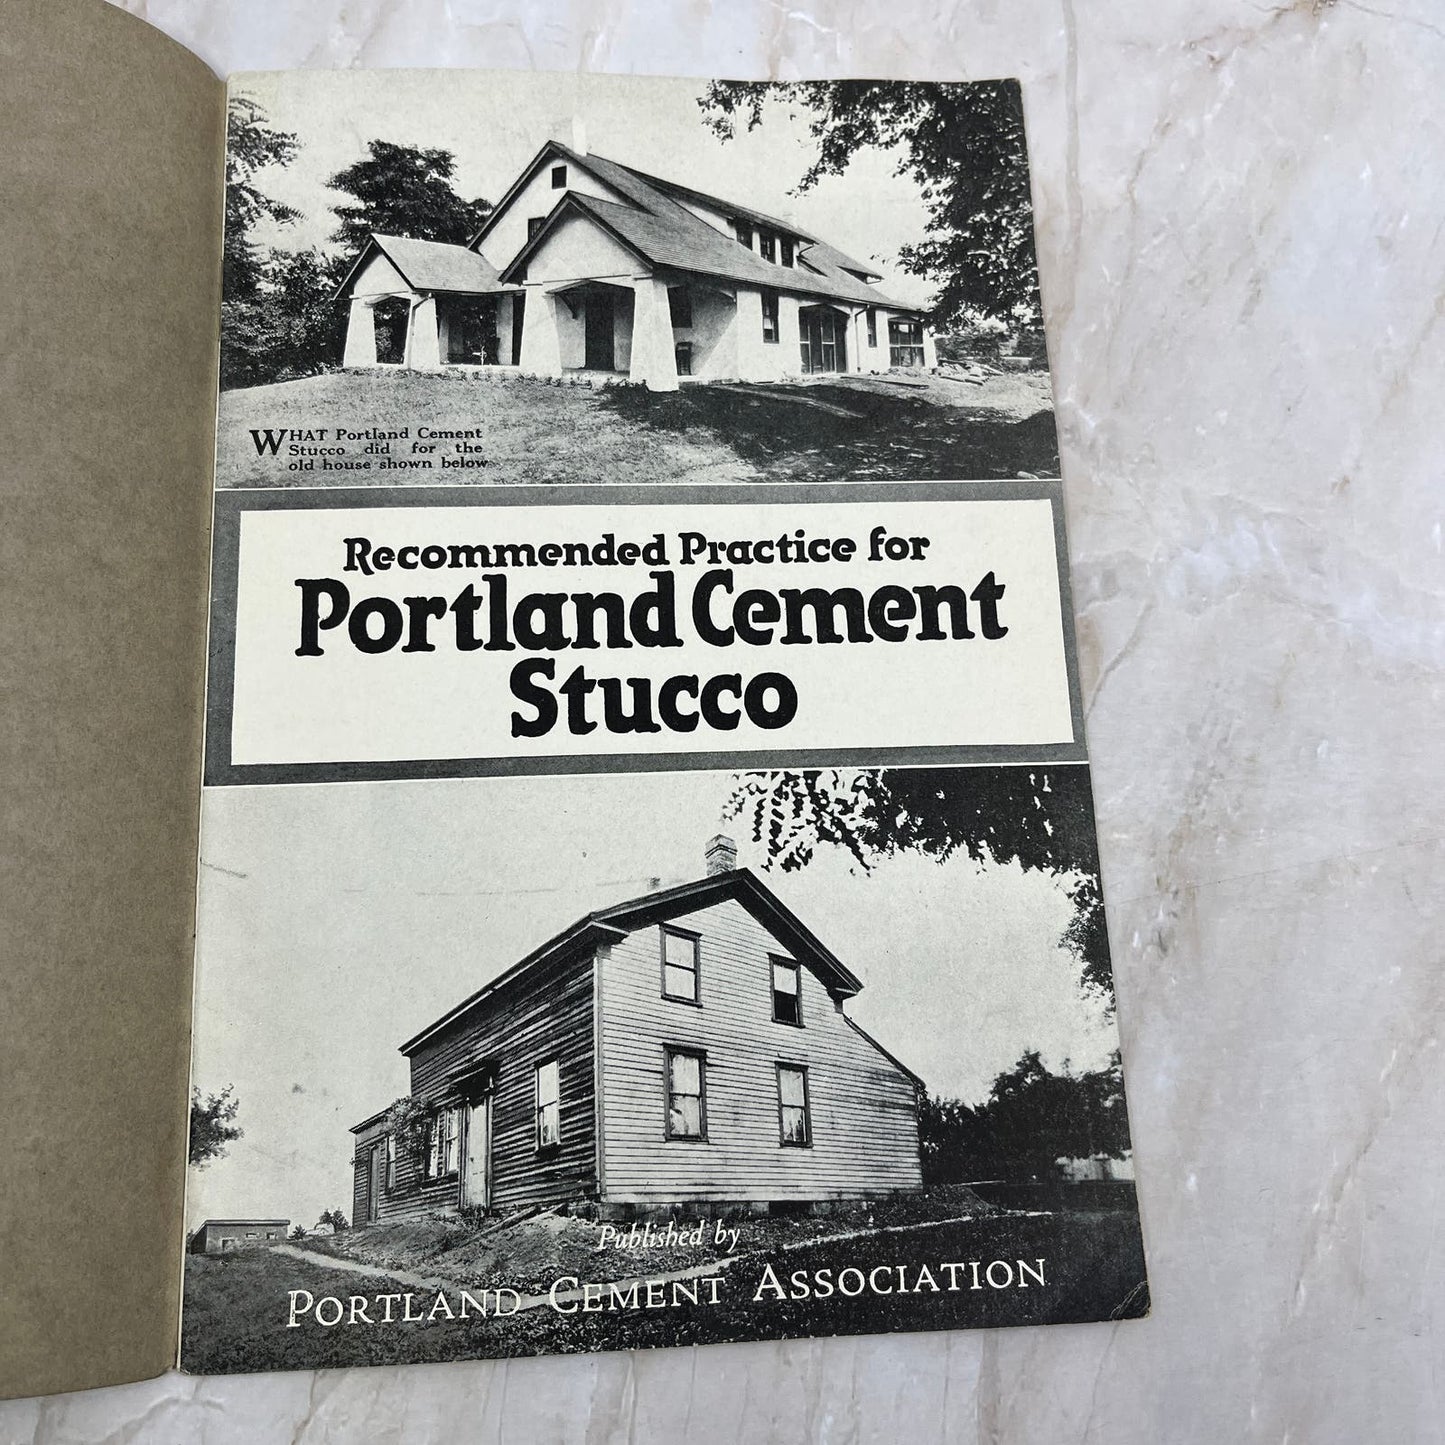 WHAT Portland Cement
Stucco did for the
old house shown below
Recommended Practice for
Portland Cement
Stucco
Published by
PORTLAND CEMENT ASSOCIATION